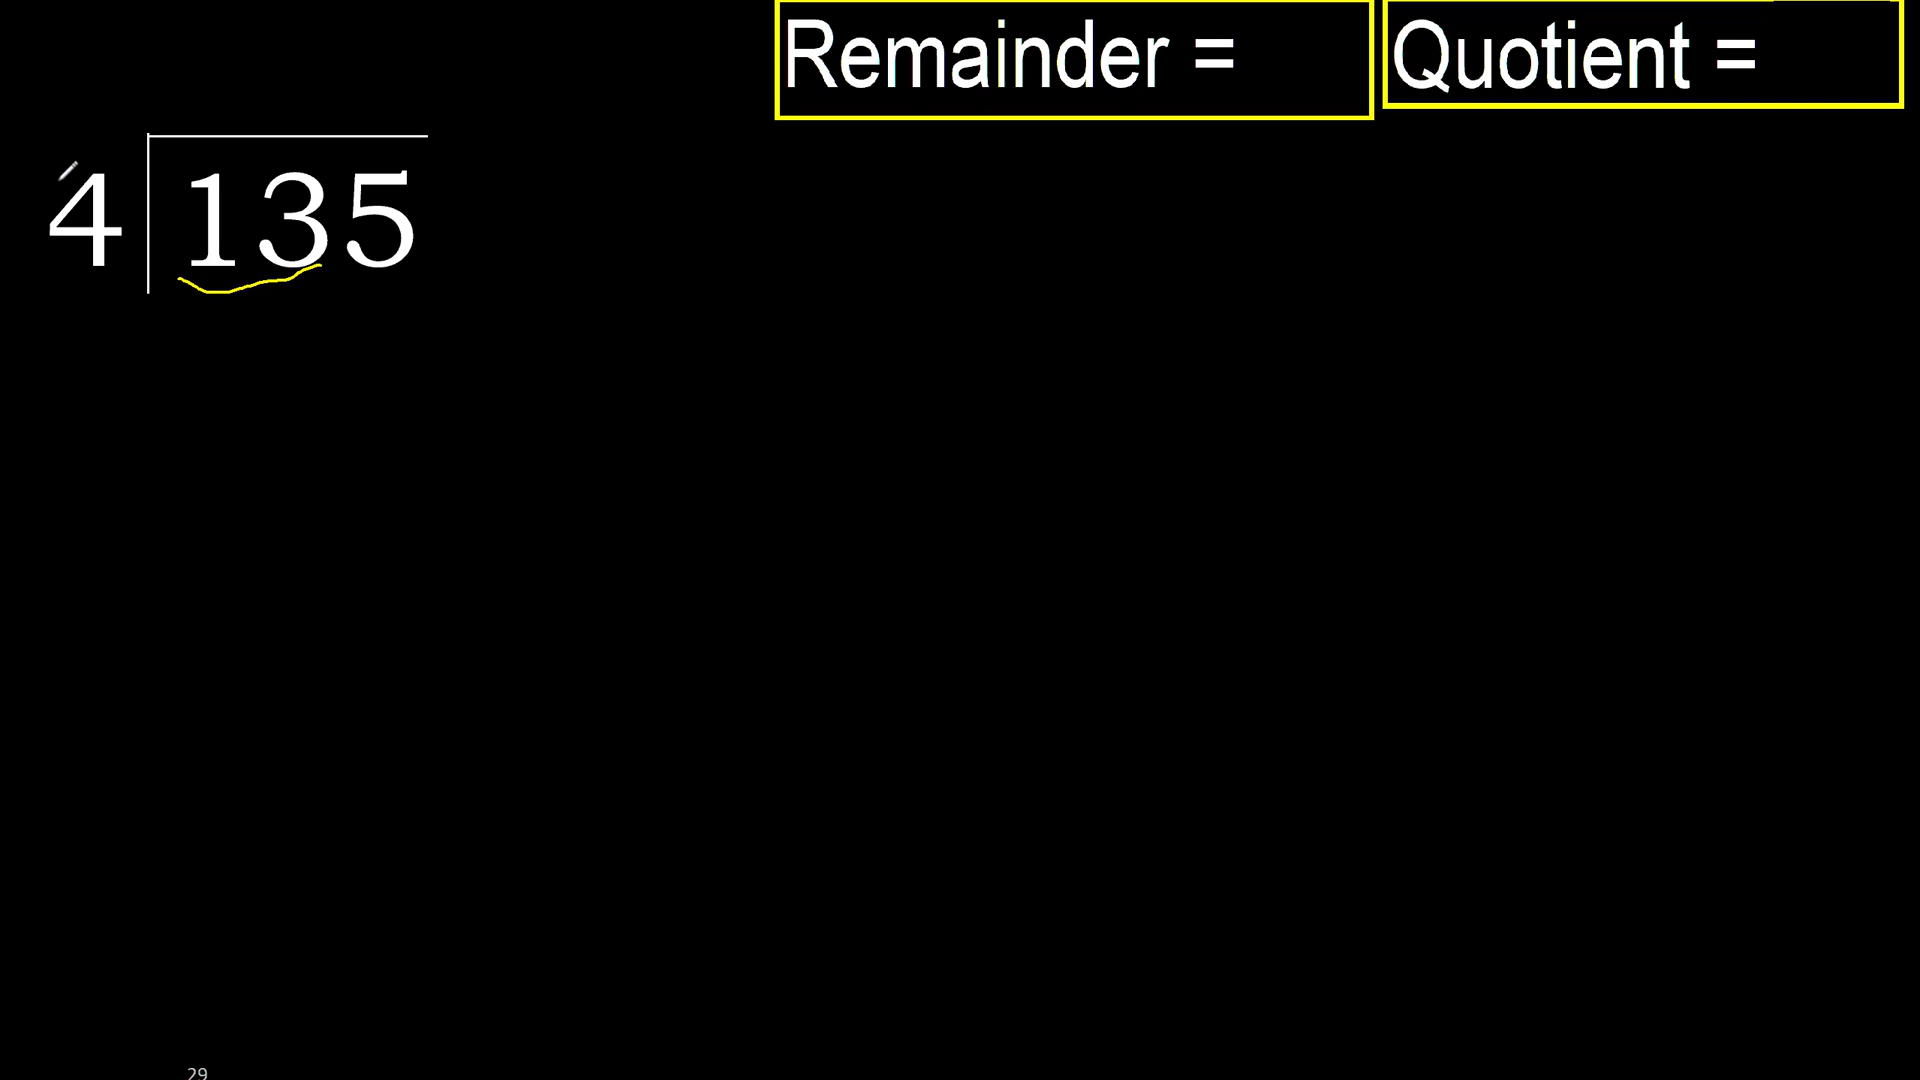 Remainder = Quotient =
4 135
29